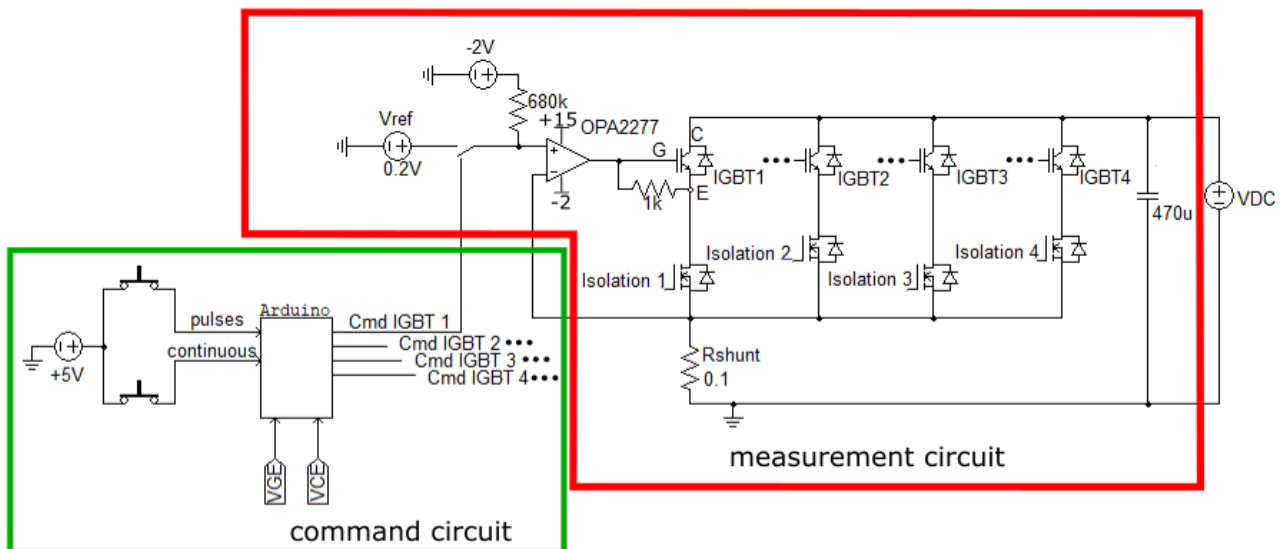 -2V
680k
Vref
+15
OPA2277
0.2V
+
-
-2
G
C
E
1k
IGBT1
IGBT2
IGBT3
IGBT4
470u
VDC
Isolation 1
Isolation 2
Isolation 3
Isolation 4
Rshunt
0.1
measurement circuit
+5V
pulses
continuous
Arduino
Cmd IGBT 1
Cmd IGBT 2
Cmd IGBT 3
Cmd IGBT 4
VGE
VCE
command circuit